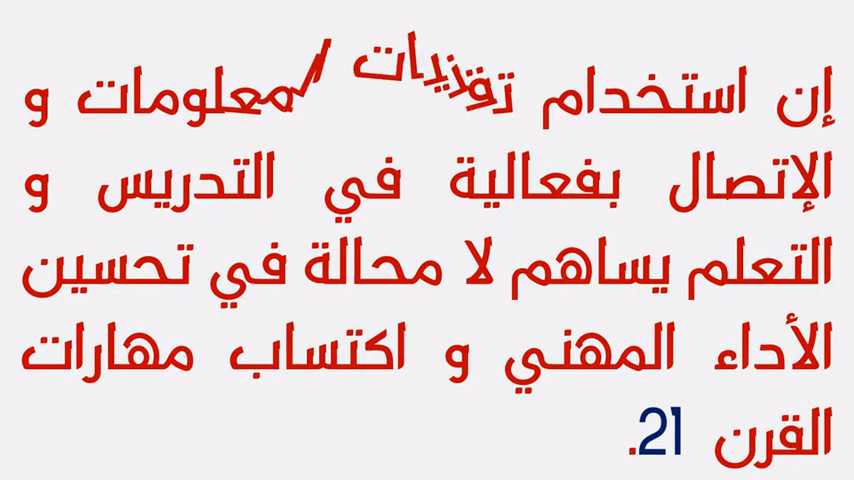 إن استخدام تقنيات المعلومات و
الإتصال بفعالية في التدريس و
التعلم يساهم لا محالة في تحسين
الأداء المهني و اكتساب مهارات
القرن 21.